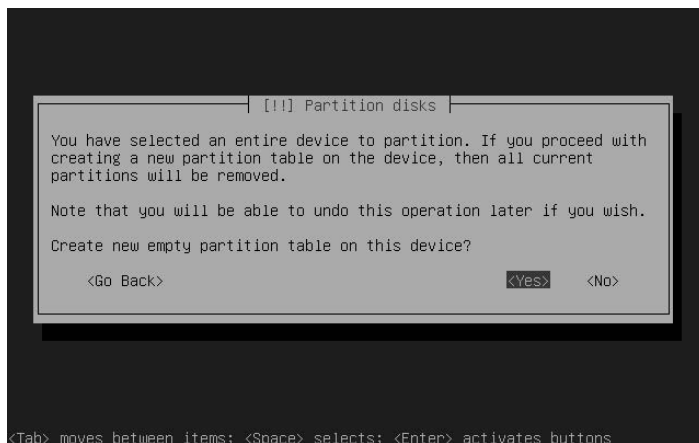 [!!] Partition disks
You have selected an entire device to partition. If you proceed with
creating a new partition table on the device, then all current
partitions will be removed.
Note that you will be able to undo this operation later if you wish.
Create new empty partition table on this device?
<Go Back> <Yes> <No>
<Tab> moves between items; <Space> selects; <Enter> activates buttons